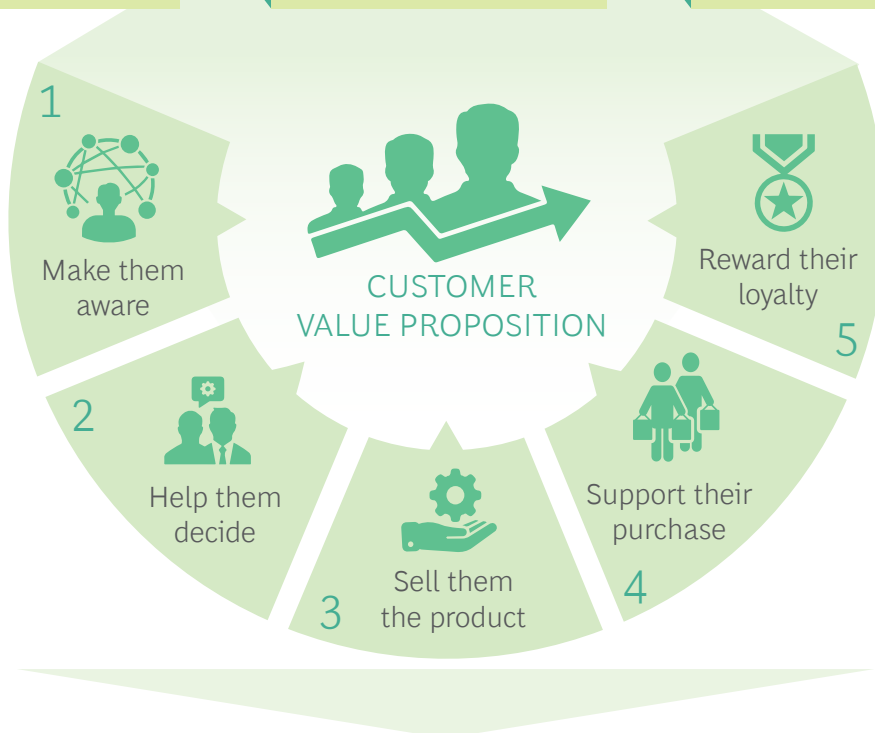 1
Make them
aware
2
Help them
decide
3
Sell them
the product
4
Support their
purchase
5
Reward their
loyalty
CUSTOMER
VALUE PROPOSITION